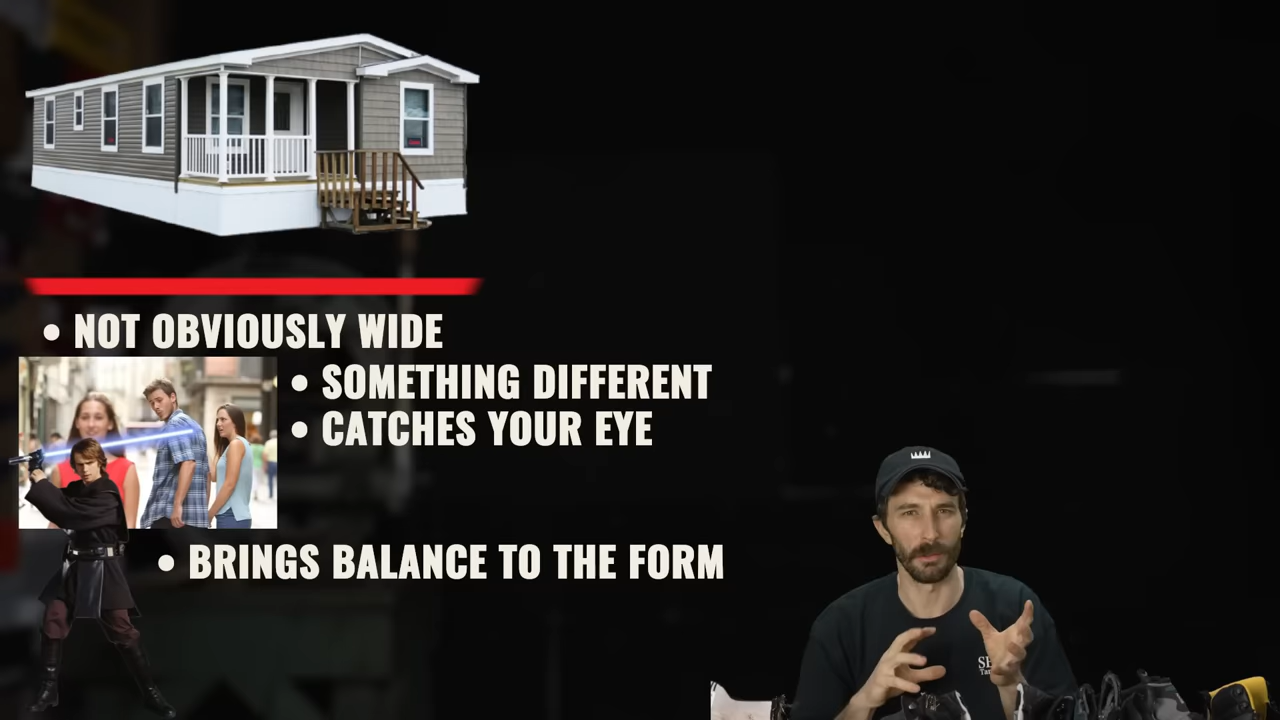 • NOT OBVIOUSLY WIDE
• SOMETHING DIFFERENT
• CATCHES YOUR EYE
• BRINGS BALANCE TO THE FORM